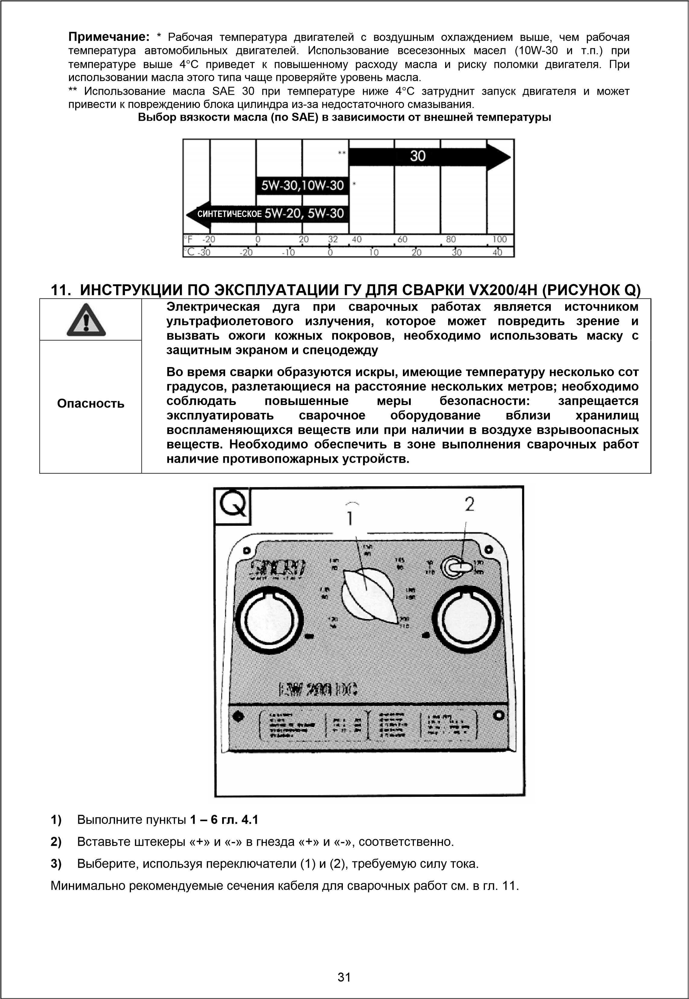 Примечание: * Рабочая температура двигателей с воздушным охлаждением выше, чем рабочая
температура автомобильных двигателей. Использование всесезонных масел (10W-30 и т.п.) при
температуре выше 4°С приведет к повышенному расходу масла и риску поломки двигателя. При
использовании масла этого типа чаще проверяйте уровень масла.
** Использование масла SAE 30 при температуре ниже 4°С затруднит запуск двигателя и может
привести к повреждению блока цилиндра из-за недостаточного смазывания.
Выбор вязкости масла (по SAE) в зависимости от внешней температуры
** 30
5W-30,10W-30 *
СИНТЕТИЧЕСКОЕ 5W-20, 5W-30
°F -20 0 20 32 40 60 80 100
°C -30 -20 -10 0 10 20 30 40
11. ИНСТРУКЦИИ ПО ЭКСПЛУАТАЦИИ ГУ ДЛЯ СВАРКИ VX200/4H (РИСУНОК Q)
Электрическая дуга при сварочных работах является источником
ультрафиолетового излучения, которое может повредить зрение и
вызвать ожоги кожных покровов, необходимо использовать маску с
защитным экраном и спецодежду
Опасность
Во время сварки образуются искры, имеющие температуру несколько сот
градусов, разлетающиеся на расстояние нескольких метров; необходимо
соблюдать повышенные меры безопасности: запрещается
эксплуатировать сварочное оборудование вблизи хранилищ
воспламеняющихся веществ или при наличии в воздухе взрывоопасных
веществ. Необходимо обеспечить в зоне выполнения сварочных работ
наличие противопожарных устройств.
Q
1
2
200
110
1) Выполните пункты 1 – 6 гл. 4.1
2) Вставьте штекеры «+» и «-» в гнезда «+» и «-», соответственно.
3) Выберите, используя переключатели (1) и (2), требуемую силу тока.
Минимально рекомендуемые сечения кабеля для сварочных работ см. в гл. 11.
31